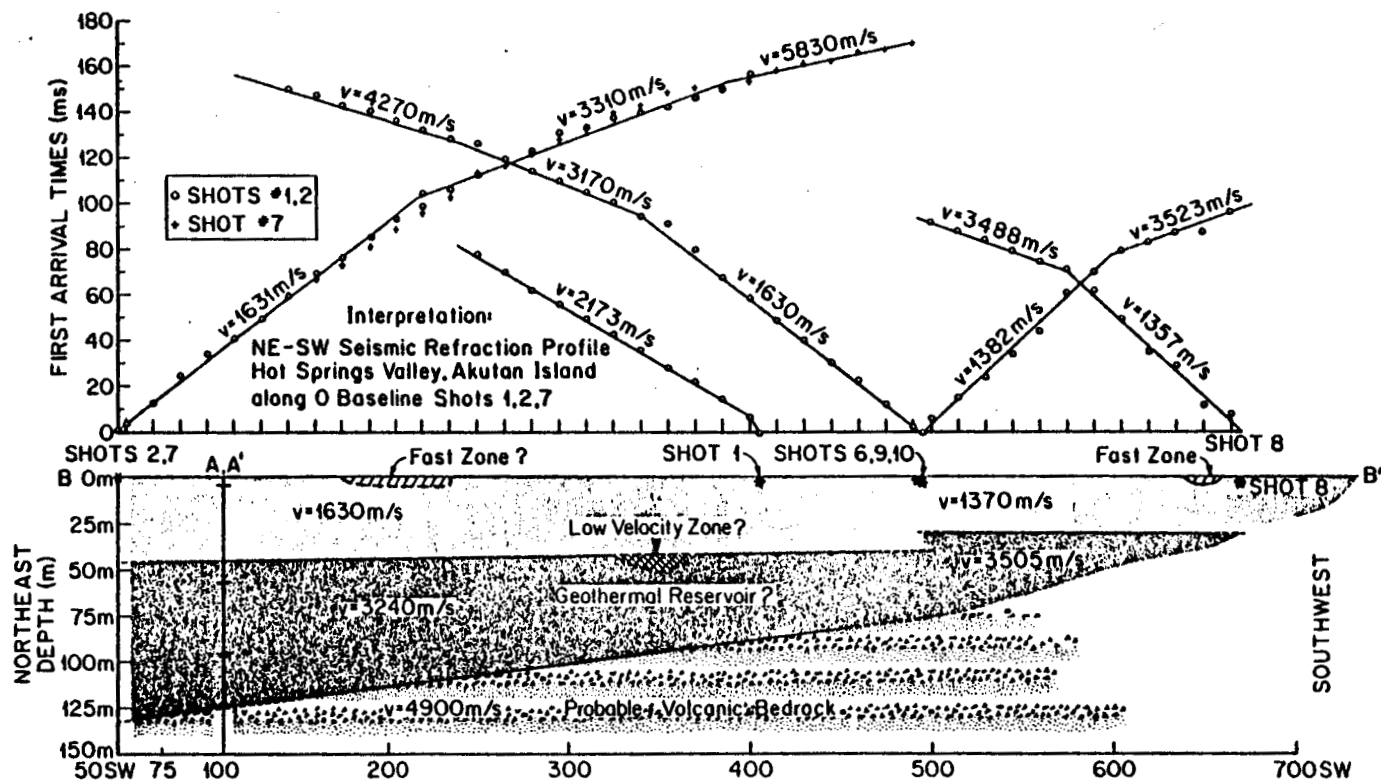 180
160
140
120
100
80
60
40
20
0
FIRST ARRIVAL TIMES (ms)
v=4270m/s
v=3310m/s
v=5830m/s
v=3170m/s
v=1631m/s
v=2173m/s
v=1630m/s
v=3488m/s
v=3523m/s
v=1382m/s
v=1357m/s
SHOTS #1,2
SHOT #7
Interpretation:
NE-SW Seismic Refraction Profile
Hot Springs Valley, Akutan Island
along O Baseline Shots 1,2,7
SHOTS 2,7
A,A'
Fast Zone ?
SHOT 1
SHOTS 6,9,10
Fast Zone
SHOT 8
B 0m
B'
SHOT 8
v=1630m/s
v=1370m/s
25m
Low Velocity Zone?
50m
v=3505m/s
Geothermal Reservoir?
v=3240m/s
75m
100m
125m
v=4900m/s
Probable Volcanic Bedrock
150m
NORTHEAST
DEPTH (m)
SOUTHWEST
50SW 75 100 200 300 400 500 600 700SW